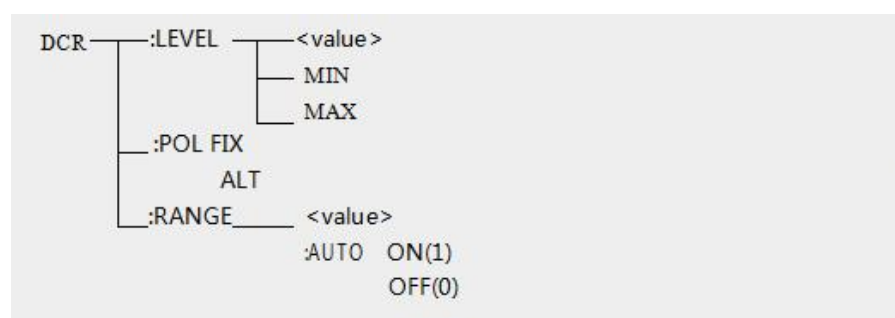 DCR :LEVEL <value>
MIN
MAX
:POL FIX
ALT
:RANGE <value>
:AUTO ON(1)
OFF(0)